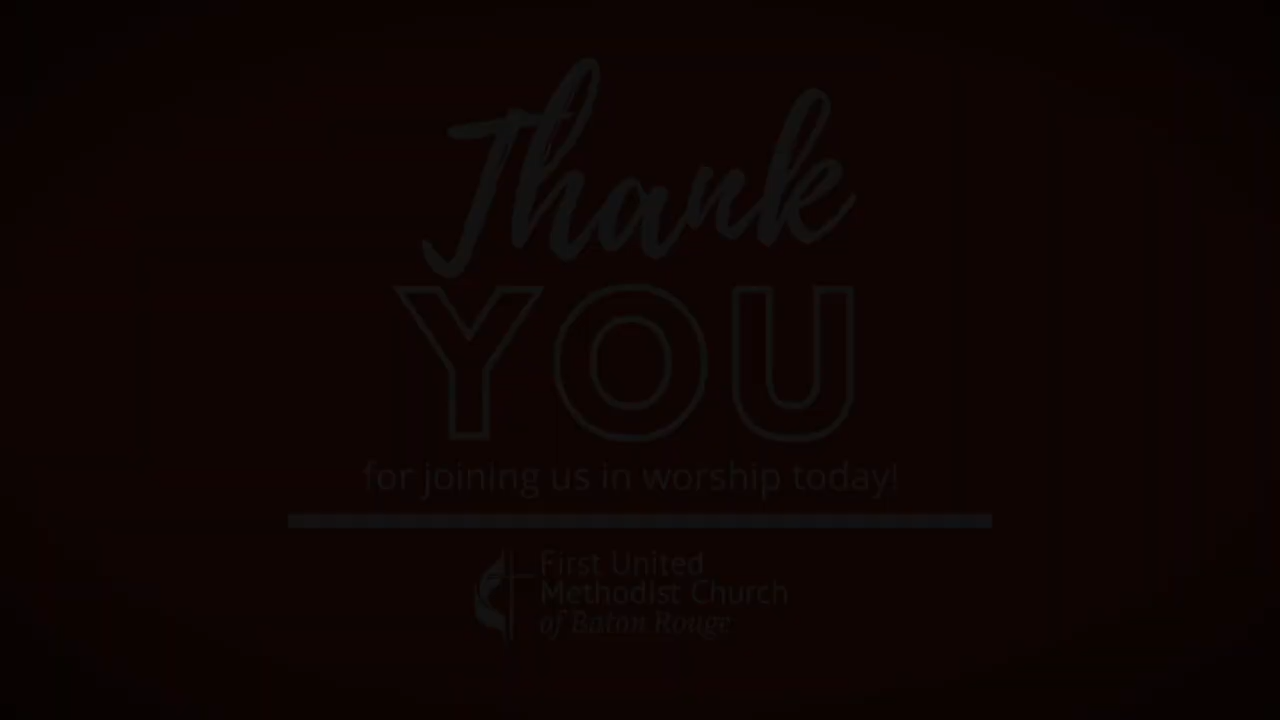 Thank
YOU
for joining us in worship today!
First United
Methodist Church
of Baton Rouge